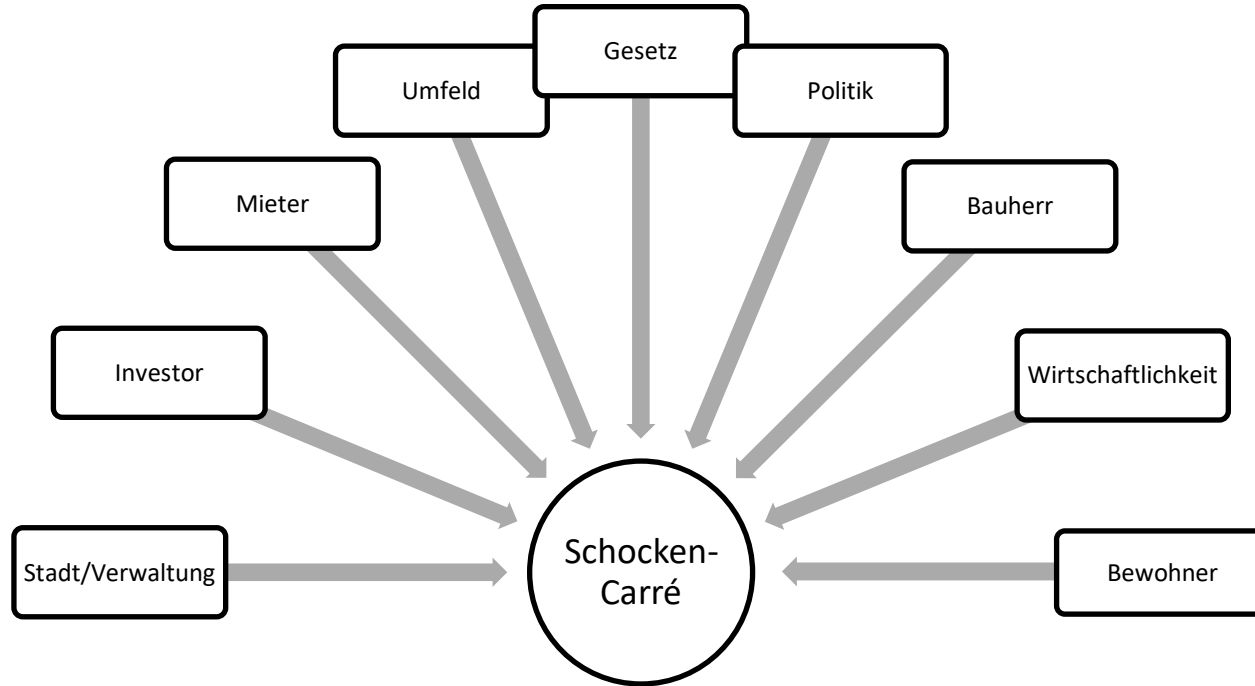 Gesetz
Umfeld
Politik
Mieter
Bauherr
Investor
Wirtschaftlichkeit
Stadt/Verwaltung
Schocken-
Carré
Bewohner